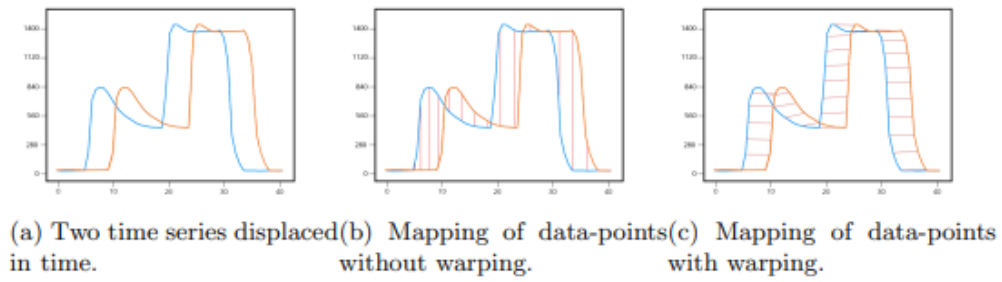 1400
1120
840
560
280
0
0 10 20 30 40
1400
1120
840
560
280
0
0 10 20 30 40
1400
1120
840
560
280
0
0 10 20 30 40
(a) Two time series displaced
in time.
(b) Mapping of data-points
without warping.
(c) Mapping of data-points
with warping.